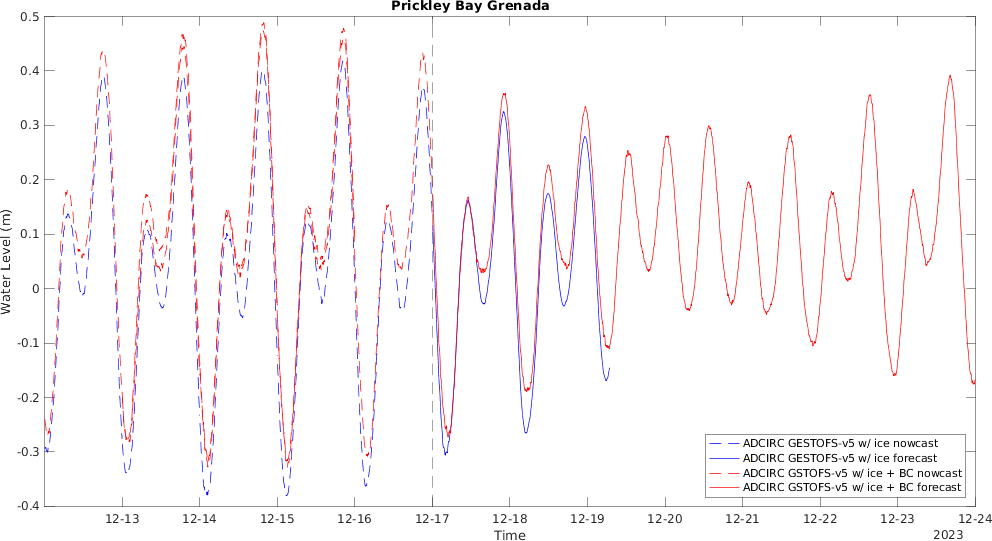 Prickley Bay Grenada
0.5
0.4
0.3
0.2
0.1
0
-0.1
-0.2
-0.3
-0.4
Water Level (m)
12-13 12-14 12-15 12-16 12-17 12-18 12-19 12-20 12-21 12-22 12-23 12-24
Time
2023
ADCIRC GESTOFS-v5 w/ ice nowcast
ADCIRC GESTOFS-v5 w/ ice forecast
ADCIRC GSTOFS-v5 w/ ice + BC nowcast
ADCIRC GSTOFS-v5 w/ ice + BC forecast